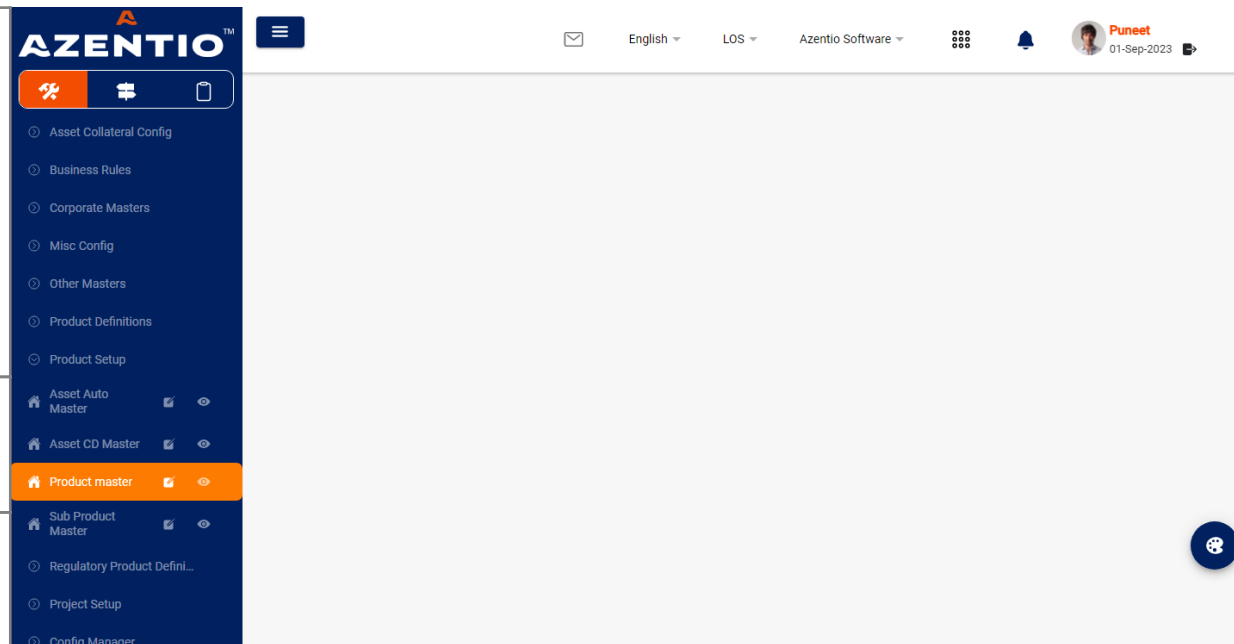 AZENTIO™
English
LOS
Azentio Software
Puneet
01-Sep-2023
Asset Collateral Config
Business Rules
Corporate Masters
Misc Config
Other Masters
Product Definitions
Product Setup
Asset Auto
Master
Asset CD Master
Product master
Sub Product
Master
Regulatory Product Defini...
Project Setup
Config Manager